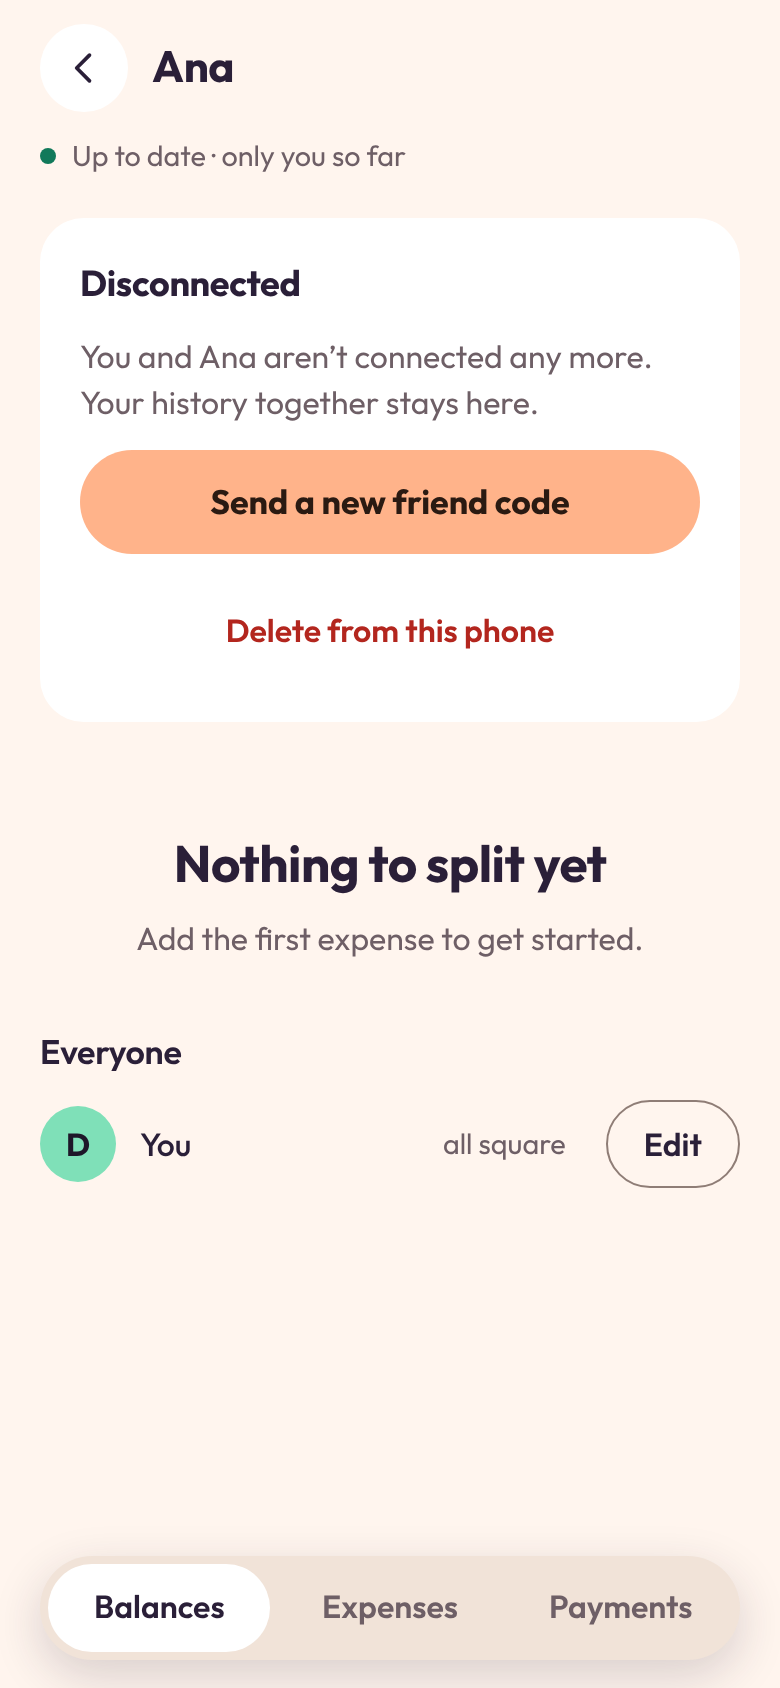 Ana
Up to date · only you so far
Disconnected
You and Ana aren’t connected any more.
Your history together stays here.
Send a new friend code
Delete from this phone
Nothing to split yet
Add the first expense to get started.
Everyone
D You all square Edit
Balances Expenses Payments